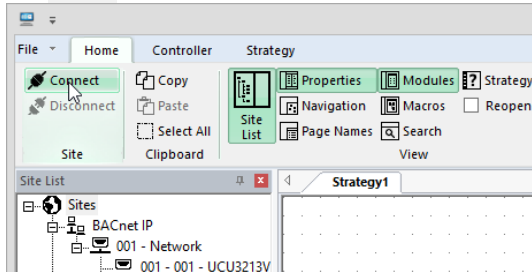 File Home Controller Strategy
Connect Copy Properties Modules Strategy
Disconnect Paste Site List Navigation Macros Reopen
Select All Page Names Search
Site Clipboard View
Site List Strategy1
Sites
BACnet IP
001 - Network
001 - 001 - UCU3213V